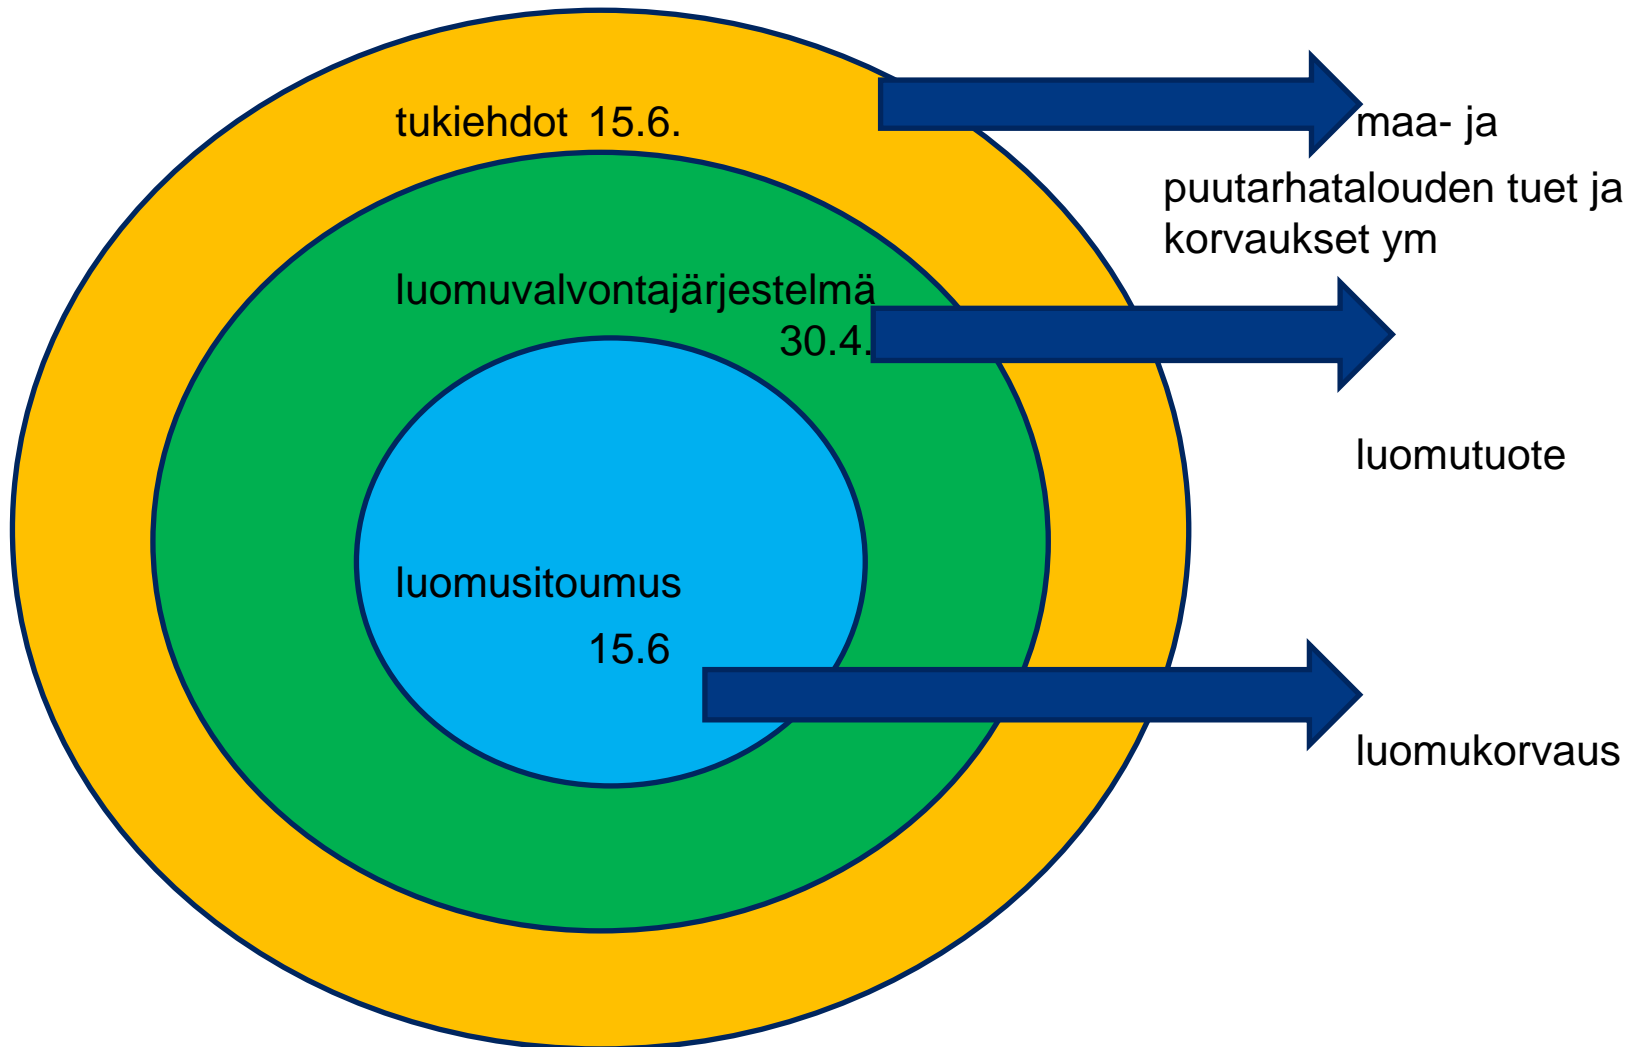 tukiehdot 15.6.
maa- ja
puutarhatalouden tuet ja
korvaukset ym
luomuvalvontajärjestelmä
30.4.
luomutuote
luomusitoumus
15.6
luomukorvaus